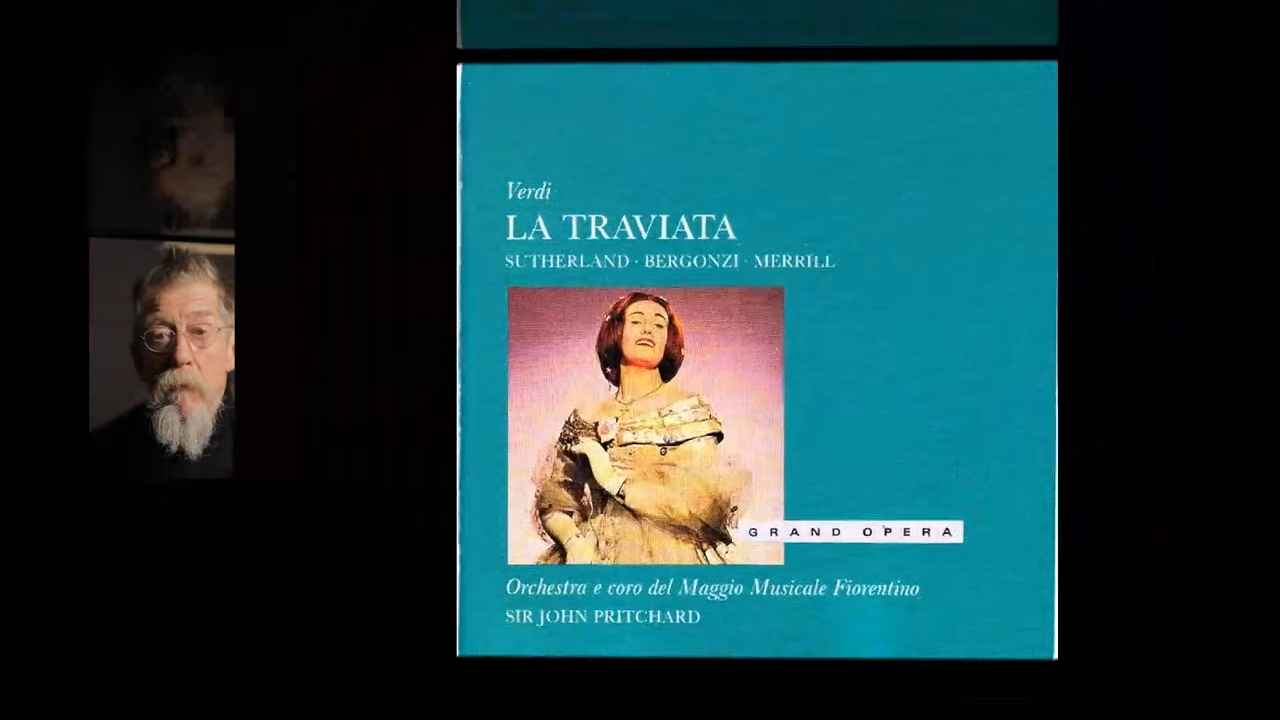 Verdi
LA TRAVIATA
SUTHERLAND · BERGONZI · MERRILL
GRAND OPERA
Orchestra e coro del Maggio Musicale Fiorentino
SIR JOHN PRITCHARD